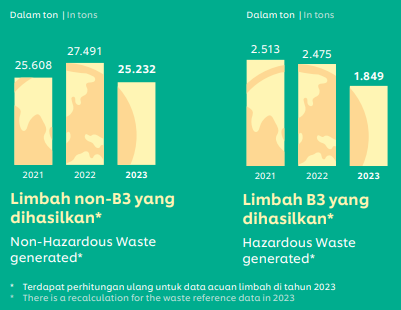 Dalam ton | In tons
25.608
27.491
25.232
2021
2022
2023
Limbah non-B3 yang
dihasilkan*
Non-Hazardous Waste
generated*
Dalam ton | In tons
2.513
2.475
1.849
2021
2022
2023
Limbah B3 yang
dihasilkan*
Hazardous Waste
generated*
* Terdapat perhitungan ulang untuk data acuan limbah di tahun 2023
* There is a recalculation for the waste reference data in 2023